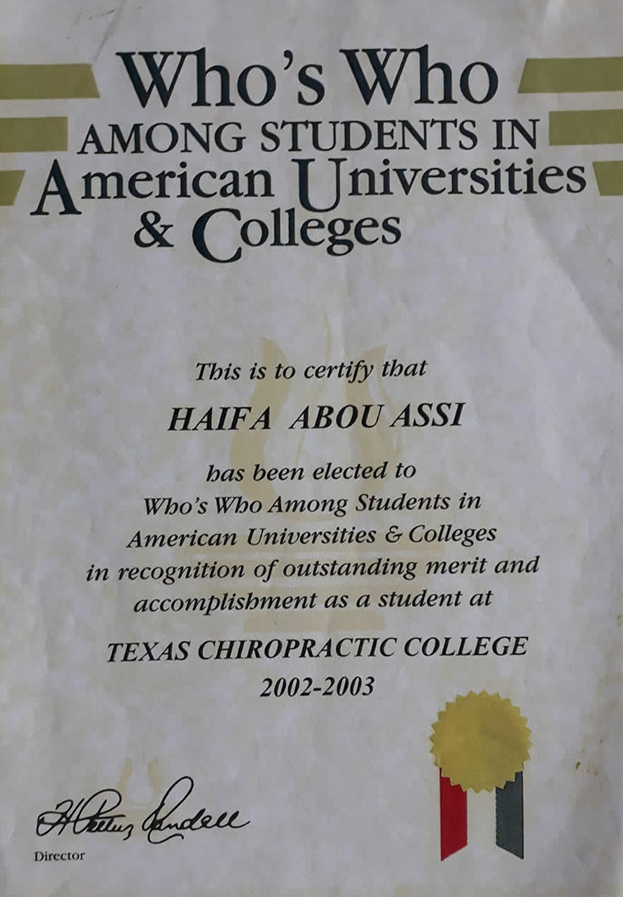 Who's Who
AMONG STUDENTS IN
American Universities
& Colleges
This is to certify that
HAIFA ABOU ASSI
has been elected to
Who's Who Among Students in
American Universities & Colleges
in recognition of outstanding merit and
accomplishment as a student at
TEXAS CHIROPRACTIC COLLEGE
2002-2003
Randall
Director